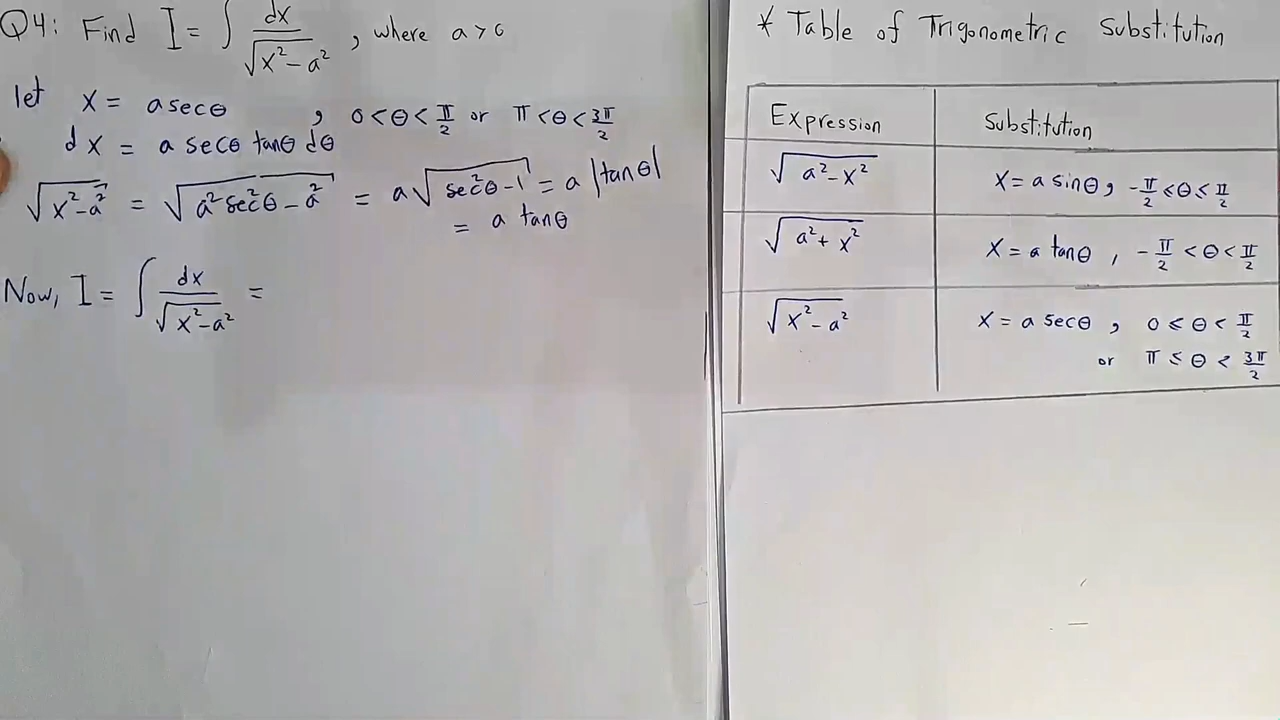 Q4: Find I = ∫ dx / √(x² - a²) , where a > 0
let x = a secθ , 0 < θ < π/2 or π < θ < 3π/2
dx = a secθ tanθ dθ
√(x² - a²) = √(a² sec²θ - a²) = a √(sec²θ - 1) = a |tanθ|
= a tanθ
Now, I = ∫ dx / √(x² - a²) =
* Table of Trigonometric Substitution
Expression Substitution
√(a² - x²) x = a sinθ, -π/2 ≤ θ ≤ π/2
√(a² + x²) x = a tanθ , -π/2 < θ < π/2
√(x² - a²) x = a secθ , 0 ≤ θ < π/2
or π ≤ θ < 3π/2